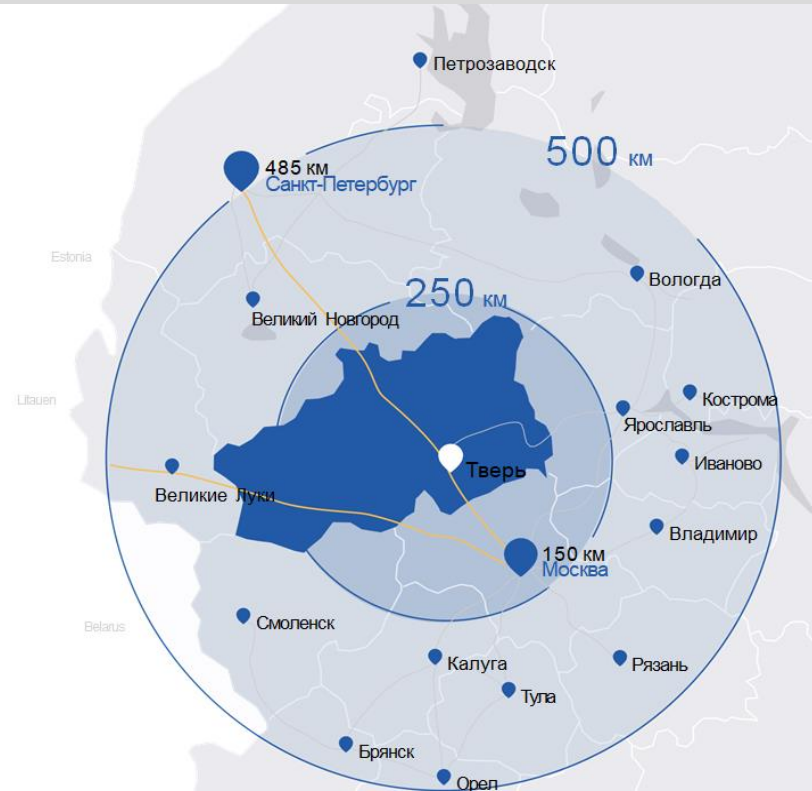 Петрозаводск
500 км
485 км
Санкт-Петербург
Estonia
Вологда
250 км
Великий Новгород
Litauen
Кострома
Ярославль
Иваново
Тверь
Великие Луки
Владимир
150 км
Москва
Смоленск
Belarus
Калуга
Рязань
Тула
Брянск
Орел